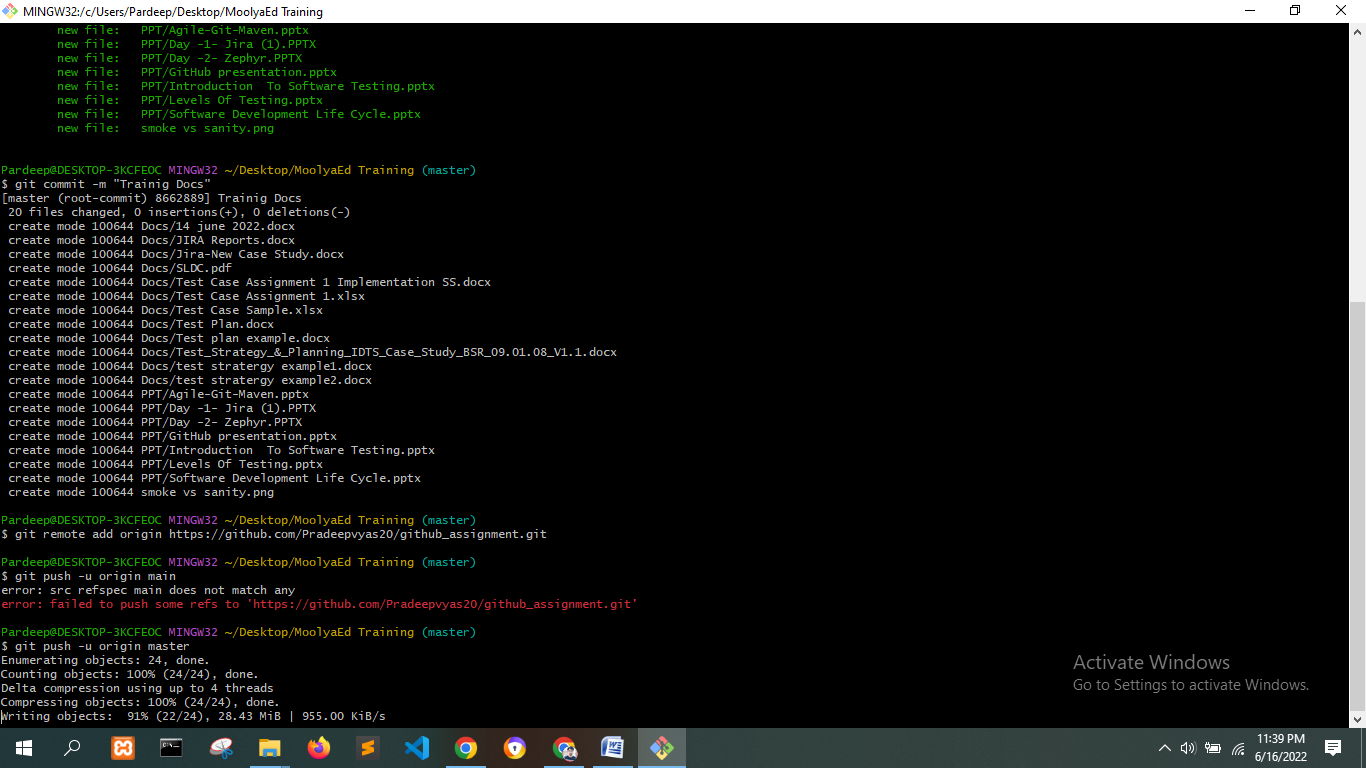 MINGW32:/c/Users/Pardeep/Desktop/MoolyaEd Training
new file:   PPT/Agile-Git-Maven.pptx
new file:   PPT/Day -1- Jira (1).PPTX
new file:   PPT/Day -2- Zephyr.PPTX
new file:   PPT/GitHub presentation.pptx
new file:   PPT/Introduction  To Software Testing.pptx
new file:   PPT/Levels Of Testing.pptx
new file:   PPT/Software Development Life Cycle.pptx
new file:   smoke vs sanity.png
Pardeep@DESKTOP-3KCFEOC MINGW32 ~/Desktop/MoolyaEd Training (master)
$ git commit -m "Trainig Docs"
[master (root-commit) 8662889] Trainig Docs
 20 files changed, 0 insertions(+), 0 deletions(-)
 create mode 100644 Docs/14 june 2022.docx
 create mode 100644 Docs/JIRA Reports.docx
 create mode 100644 Docs/Jira-New Case Study.docx
 create mode 100644 Docs/SLDC.pdf
 create mode 100644 Docs/Test Case Assignment 1 Implementation SS.docx
 create mode 100644 Docs/Test Case Assignment 1.xlsx
 create mode 100644 Docs/Test Case Sample.xlsx
 create mode 100644 Docs/Test Plan.docx
 create mode 100644 Docs/Test plan example.docx
 create mode 100644 Docs/Test_Strategy_&_Planning_IDTS_Case_Study_BSR_09.01.08_V1.1.docx
 create mode 100644 Docs/test stratergy example1.docx
 create mode 100644 Docs/test stratergy example2.docx
 create mode 100644 PPT/Agile-Git-Maven.pptx
 create mode 100644 PPT/Day -1- Jira (1).PPTX
 create mode 100644 PPT/Day -2- Zephyr.PPTX
 create mode 100644 PPT/GitHub presentation.pptx
 create mode 100644 PPT/Introduction  To Software Testing.pptx
 create mode 100644 PPT/Levels Of Testing.pptx
 create mode 100644 PPT/Software Development Life Cycle.pptx
 create mode 100644 smoke vs sanity.png
Pardeep@DESKTOP-3KCFEOC MINGW32 ~/Desktop/MoolyaEd Training (master)
$ git remote add origin https://github.com/Pradeepvyas20/github_assignment.git
Pardeep@DESKTOP-3KCFEOC MINGW32 ~/Desktop/MoolyaEd Training (master)
$ git push -u origin main
error: src refspec main does not match any
error: failed to push some refs to 'https://github.com/Pradeepvyas20/github_assignment.git'
Pardeep@DESKTOP-3KCFEOC MINGW32 ~/Desktop/MoolyaEd Training (master)
$ git push -u origin master
Enumerating objects: 24, done.
Counting objects: 100% (24/24), done.
Delta compression using up to 4 threads
Compressing objects: 100% (24/24), done.
Writing objects:  91% (22/24), 28.43 MiB | 955.00 KiB/s
Activate Windows
Go to Settings to activate Windows.
11:39 PM
6/16/2022